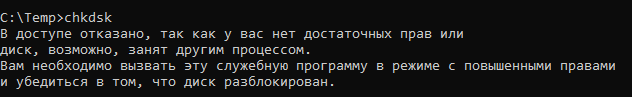 C:\Temp>chkdsk
В доступе отказано, так как у вас нет достаточных прав или
диск, возможно, занят другим процессом.
Вам необходимо вызвать эту служебную программу в режиме с повышенными правами
и убедиться в том, что диск разблокирован.